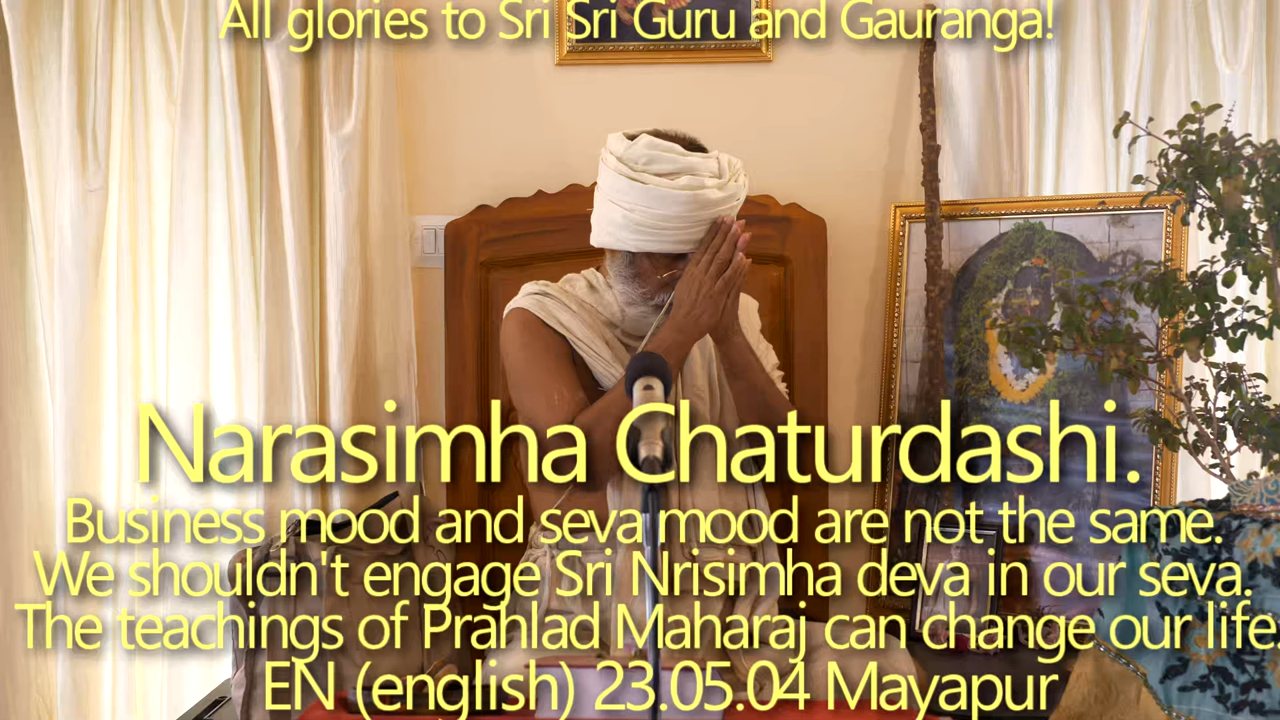 All glories to Sri Sri Guru and Gauranga!
Narasimha Chaturdashi.
Business mood and seva mood are not the same.
We shouldn't engage Sri Nrisimha deva in our seva.
The teachings of Prahlad Maharaj can change our life.
EN (english) 23.05.04 Mayapur